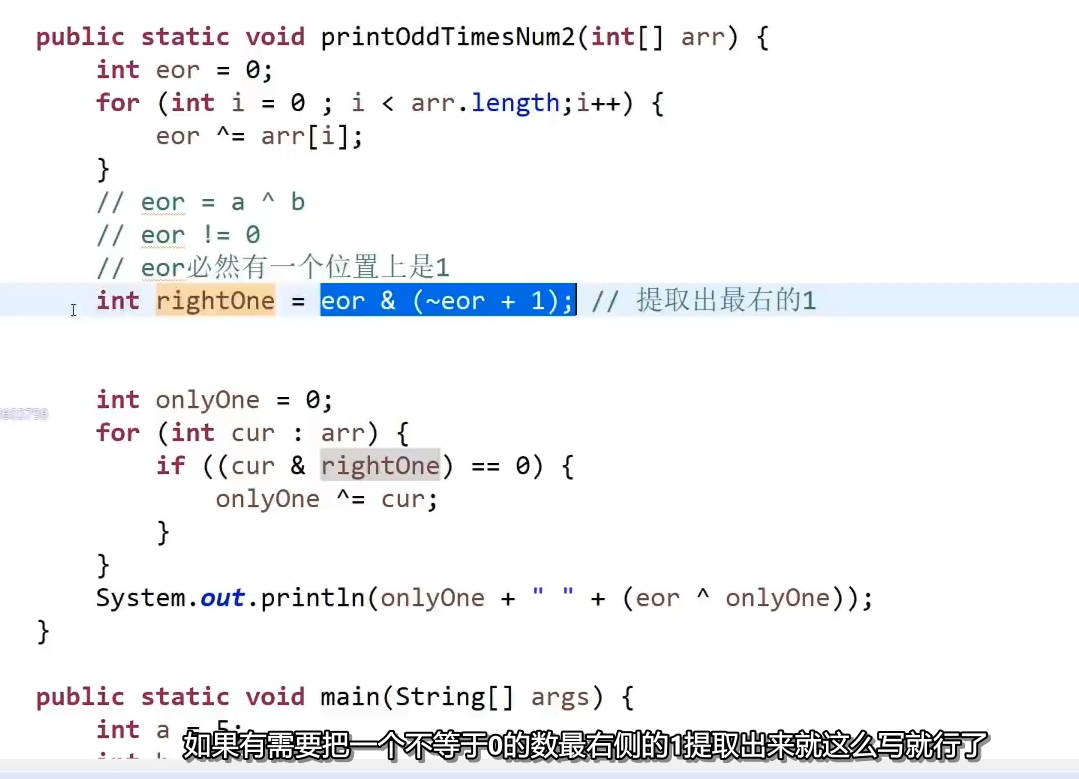 public static void printOddTimesNum2(int[] arr) {
int eor = 0;
for (int i = 0 ; i < arr.length;i++) {
eor ^= arr[i];
}
// eor = a ^ b
// eor != 0
// eor必然有一个位置上是1
int rightOne = eor & (~eor + 1); // 提取出最右的1
int onlyOne = 0;
for (int cur : arr) {
if ((cur & rightOne) == 0) {
onlyOne ^= cur;
}
}
System.out.println(onlyOne + " " + (eor ^ onlyOne));
}
public static void main(String[] args) {
int a = 5;
如果有需要把一个不等于0的数最右侧的1提取出来就这么写就行了